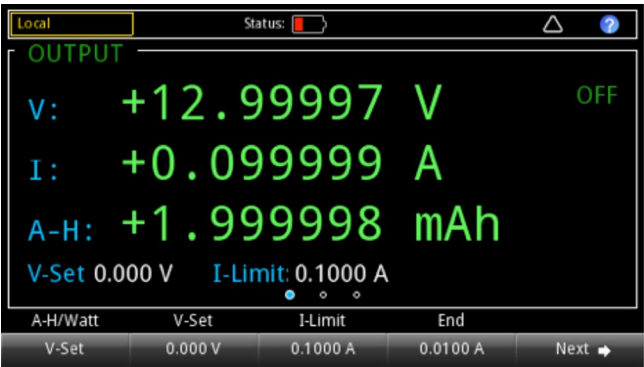 Local Status: ?
OUTPUT
V: +12.99997 V OFF
I: +0.099999 A
A-H: +1.999998 mAh
V-Set 0.000 V I-Limit: 0.1000 A
A-H/Watt V-Set I-Limit End
V-Set 0.000 V 0.1000 A 0.0100 A Next